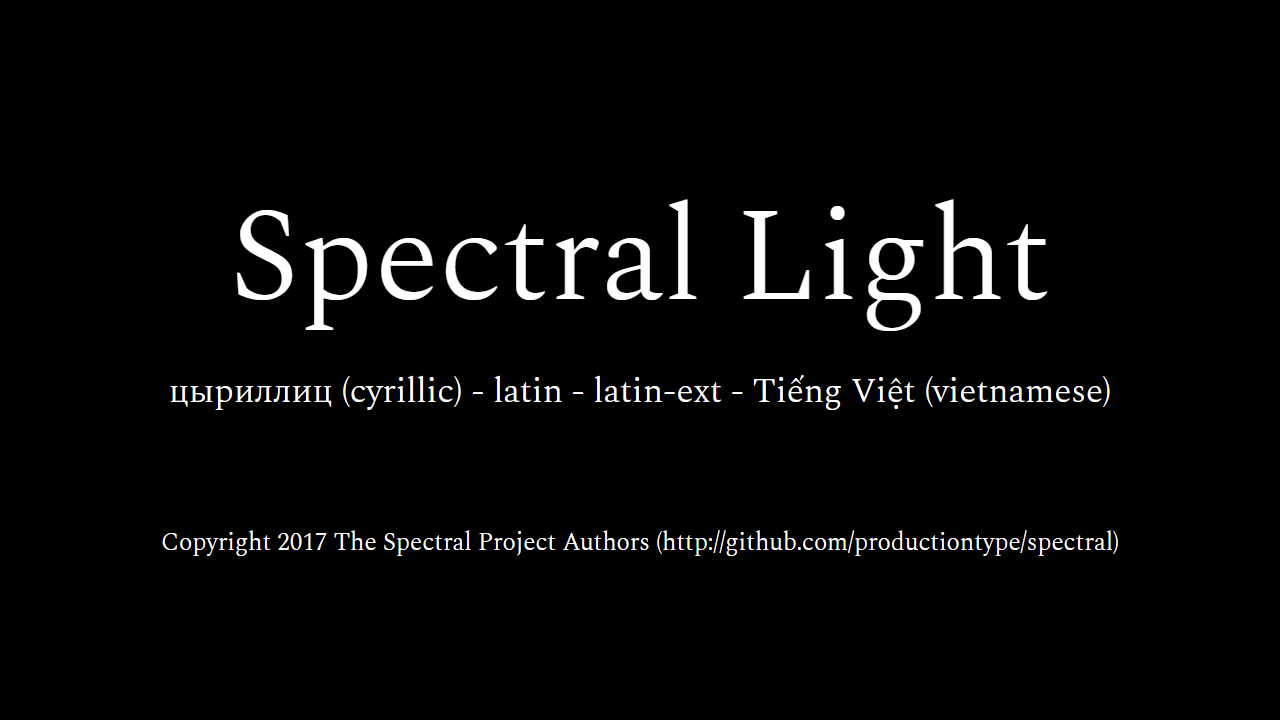 Spectral Light
цыриллиц (cyrillic) - latin - latin-ext - Tiếng Việt (vietnamese)
Copyright 2017 The Spectral Project Authors (http://github.com/productiontype/spectral)